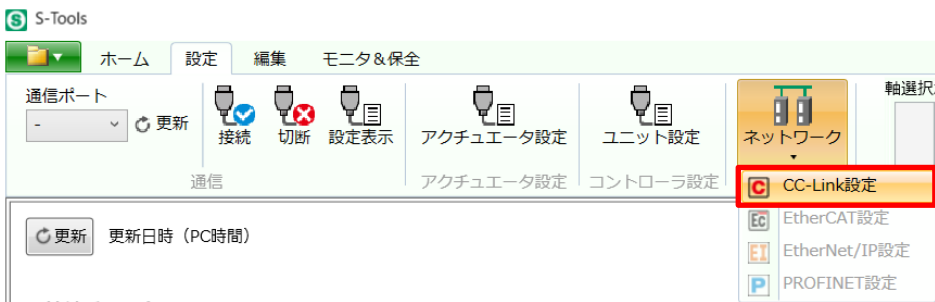 S-Tools
ホーム 設定 編集 モニタ&保全
通信ポート
- 更新
接続 切断 設定表示
通信
アクチュエータ設定
アクチュエータ設定
ユニット設定
コントローラ設定
ネットワーク
軸選択
C CC-Link設定
EC EtherCAT設定
EI EtherNet/IP設定
P PROFINET設定
更新 更新日時(PC時間)